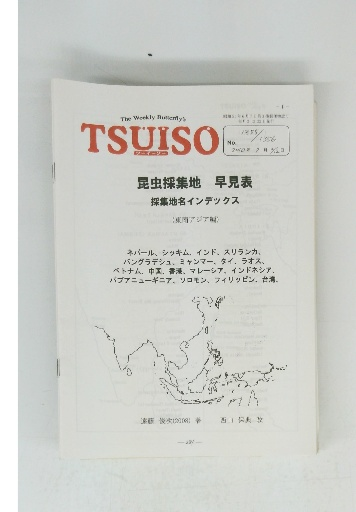 The Weekly Butterfly's
TSUISO
No.
昆虫採集地 早見表
採集地名インデックス
(東南アジア編)
ネパール、シッキム、インド、スリランカ、
バングラデシュ、ミャンマー、タイ、ラオス、
ベトナム、中国、香港、マレーシア、インドネシア、
パプアニューギニア、ソロモン、フィリッピン、台湾、